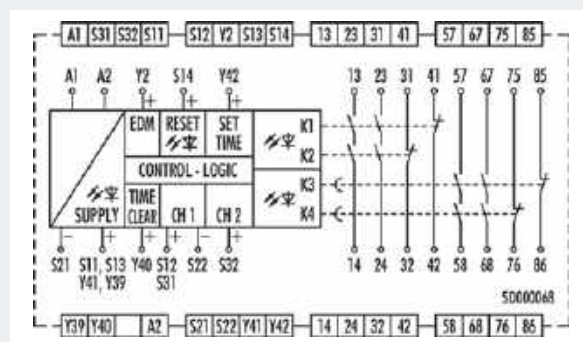 A1 S31 S32 S11 S12 Y2 S13 S14 13 23 31 41 57 67 75 85
A1 A2 Y2 S14 Y42 13 23 31 41 57 67 75 85
+ + +
EDM RESET SET TIME K1
K2
CONTROL - LOGIC
SUPPLY TIME CLEAR CH 1 CH 2 K3
K4
− + + + − +
S21 S11, S13 Y40 S12 S22 S32 14 24 32 42 58 68 76 86
Y41, Y39 S31
SD000068
Y39 Y40 A2 S21 S22 Y41 Y42 14 24 32 42 58 68 76 86